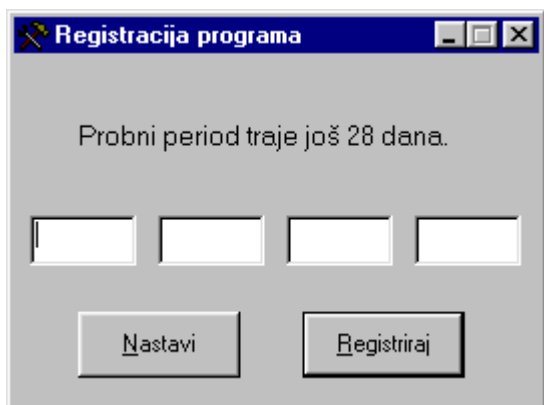 Registracija programa
Probni period traje još 28 dana.
Nastavi Registriraj